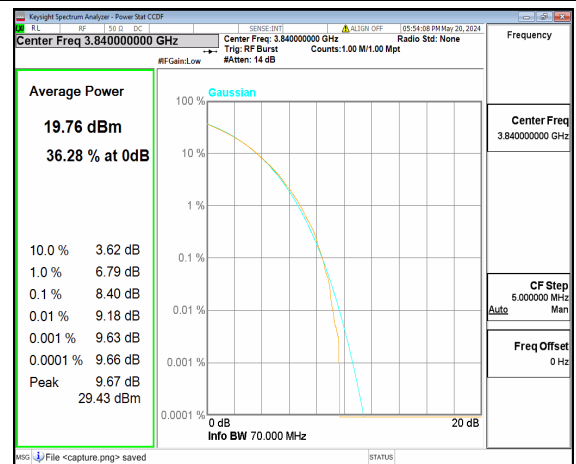 Keysight Spectrum Analyzer - Power Stat CCDF
RL RF 50 Ω DC SENSE:INT ALIGN OFF 05:54:08 PM May 20, 2024
Center Freq 3.840000000 GHz
Center Freq: 3.840000000 GHz Radio Std: None
Trig: RF Burst Counts:1.00 M/1.00 Mpt
#IFGain:Low #Atten: 14 dB
Frequency
Center Freq
3.840000000 GHz
CF Step
5.000000 MHz
Auto Man
Freq Offset
0 Hz
Average Power
19.76 dBm
36.28 % at 0dB
10.0 % 3.62 dB
1.0 % 6.79 dB
0.1 % 8.40 dB
0.01 % 9.18 dB
0.001 % 9.63 dB
0.0001 % 9.66 dB
Peak 9.67 dB
29.43 dBm
Gaussian
100 %
10 %
1 %
0.1 %
0.01 %
0.001 %
0.0001 %
0 dB 20 dB
Info BW 70.000 MHz
MSG File <capture.png> saved STATUS